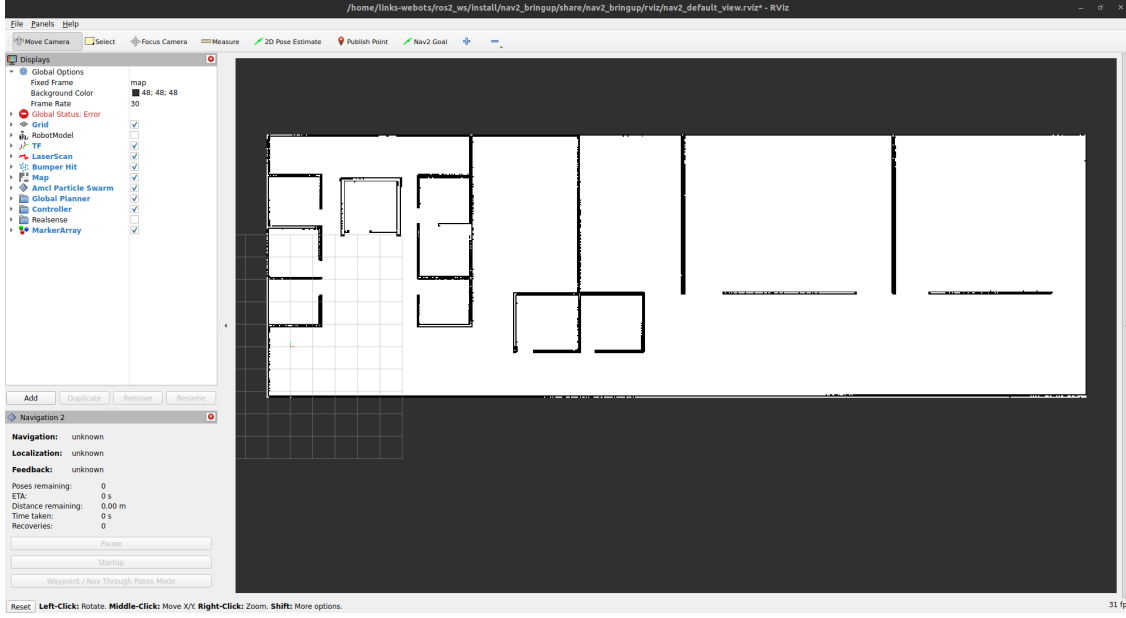 /home/links-webots/ros2_ws/install/nav2_bringup/share/nav2_bringup/rviz/nav2_default_view.rviz* - RViz
File Panels Help
Move Camera Select Focus Camera Measure 2D Pose Estimate Publish Point Nav2 Goal
Displays
Global Options
Fixed Frame map
Background Color 48; 48; 48
Frame Rate 30
Global Status: Error
Grid
RobotModel
TF
LaserScan
Bumper Hit
Map
Amcl Particle Swarm
Global Planner
Controller
Realsense
MarkerArray
Add Duplicate Remove Rename
Navigation 2
Navigation: unknown
Localization: unknown
Feedback: unknown
Poses remaining: 0
ETA: 0 s
Distance remaining: 0.00 m
Time taken: 0 s
Recoveries: 0
Pause
Startup
Waypoint / Nav Through Poses Mode
Reset Left-Click: Rotate. Middle-Click: Move X/Y. Right-Click: Zoom. Shift: More options. 31 fp